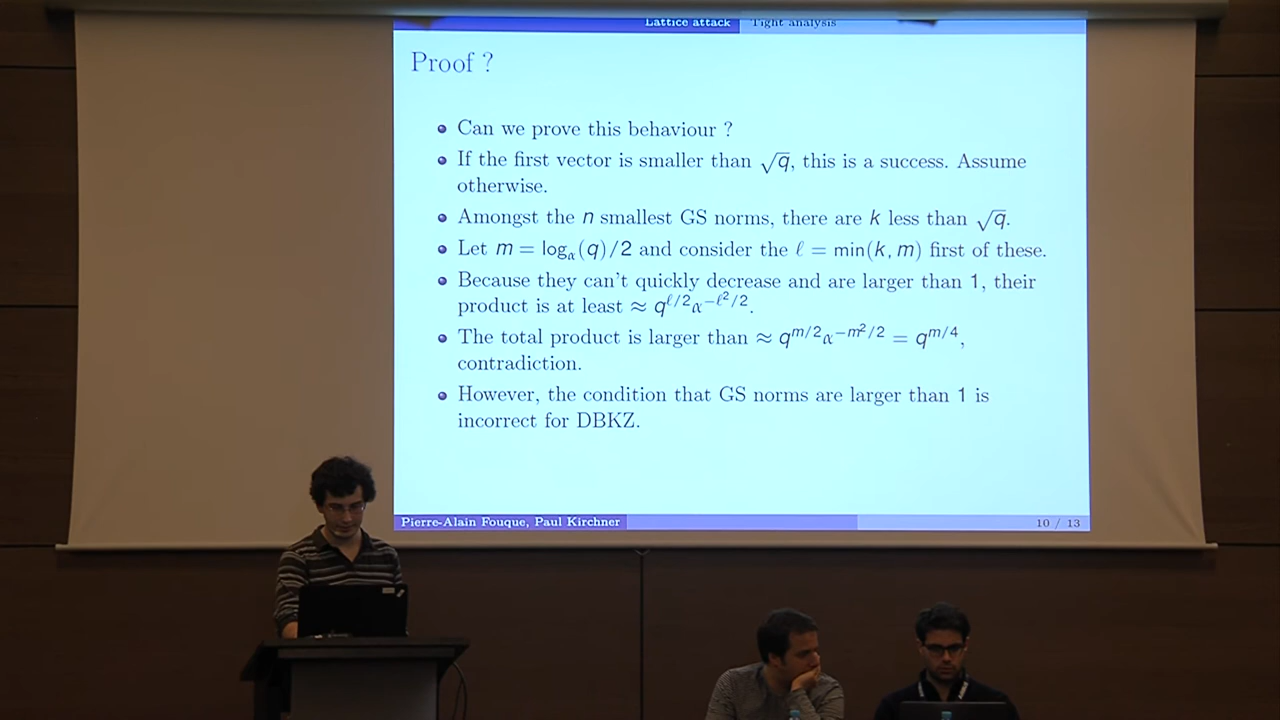 Lattice attack Tight analysis
Proof ?
Can we prove this behaviour ?
If the first vector is smaller than √q, this is a success. Assume
otherwise.
Amongst the n smallest GS norms, there are k less than √q.
Let m = log_α(q)/2 and consider the ℓ = min(k, m) first of these.
Because they can't quickly decrease and are larger than 1, their
product is at least ≈ q^{ℓ/2}α^{−ℓ²/2}.
The total product is larger than ≈ q^{m/2}α^{−m²/2} = q^{m/4},
contradiction.
However, the condition that GS norms are larger than 1 is
incorrect for DBKZ.
Pierre-Alain Fouque, Paul Kirchner 10 / 13